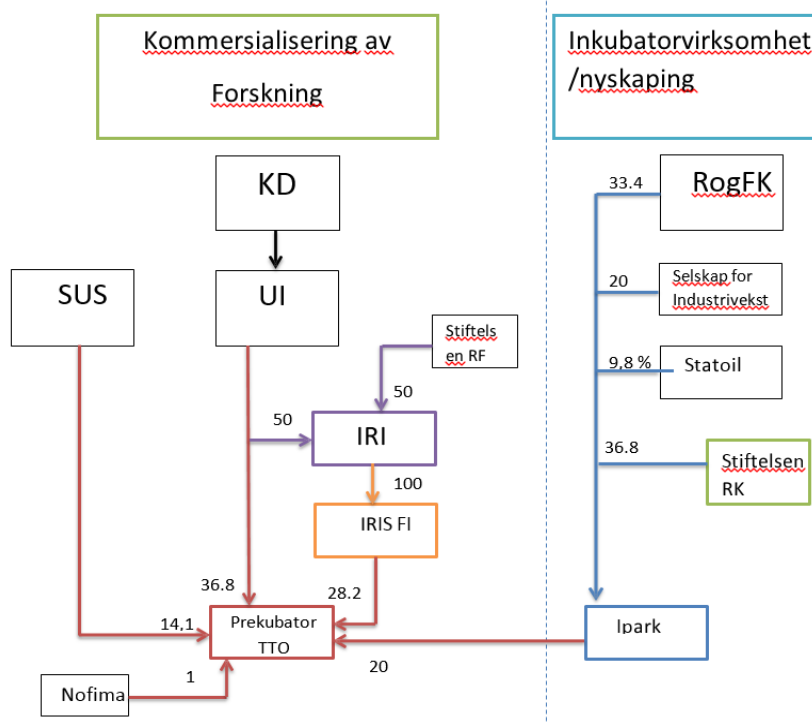 Kommersialisering av
Forskning
Inkubatorvirksomhet
/nyskaping
KD
RogFK
33.4
SUS
UI
Selskap for
Industrivekst
20
Stiftels
en RF
9,8 %
Statoil
50
50
IRI
36.8
Stiftelsen
RK
100
IRIS FI
36.8
28.2
14,1
Prekubator
TTO
Ipark
20
1
Nofima